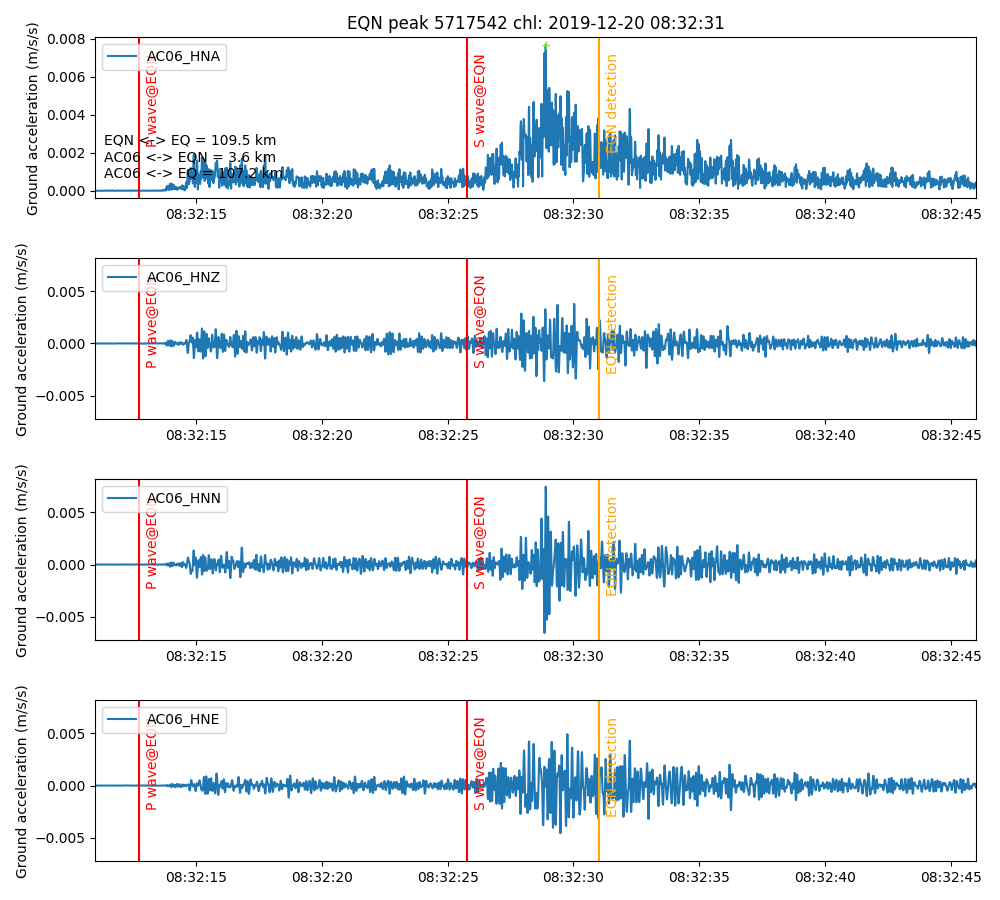 EQN peak 5717542 chl: 2019-12-20 08:32:31
Ground acceleration (m/s/s)
0.008
0.006
0.004
0.002
0.000
AC06_HNA
P wave@EQN
S wave@EQN
EQN detection
EQN <-> EQ = 109.5 km
AC06 <-> EQN = 3.6 km
AC06 <-> EQ = 107.2 km
08:32:15 08:32:20 08:32:25 08:32:30 08:32:35 08:32:40 08:32:45
Ground acceleration (m/s/s)
0.005
0.000
−0.005
AC06_HNZ
P wave@EQN
S wave@EQN
EQN detection
08:32:15 08:32:20 08:32:25 08:32:30 08:32:35 08:32:40 08:32:45
Ground acceleration (m/s/s)
0.005
0.000
−0.005
AC06_HNN
P wave@EQN
S wave@EQN
EQN detection
08:32:15 08:32:20 08:32:25 08:32:30 08:32:35 08:32:40 08:32:45
Ground acceleration (m/s/s)
0.005
0.000
−0.005
AC06_HNE
P wave@EQN
S wave@EQN
EQN detection
08:32:15 08:32:20 08:32:25 08:32:30 08:32:35 08:32:40 08:32:45